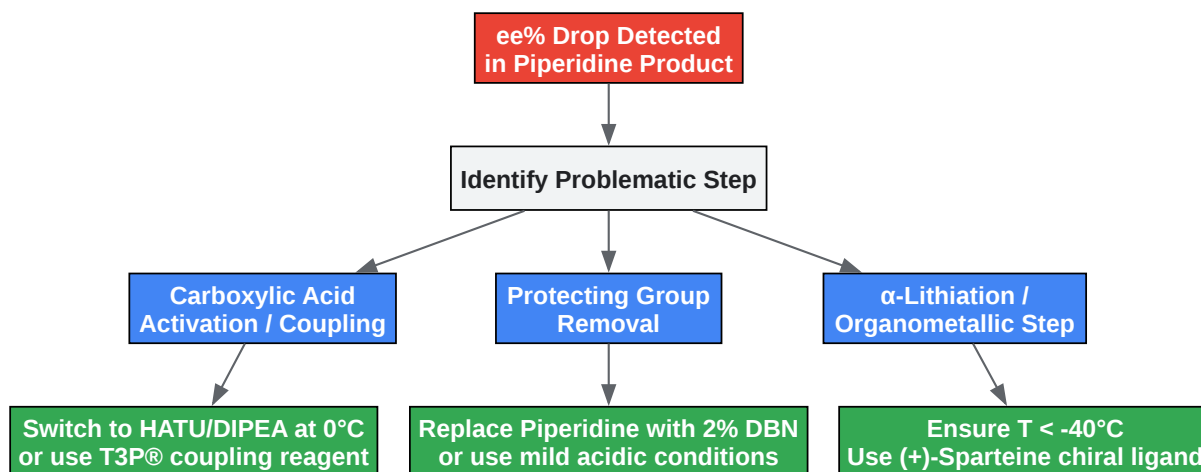 ee% Drop Detected
in Piperidine Product
Identify Problematic Step
Carboxylic Acid
Activation / Coupling
Protecting Group
Removal
α-Lithiation /
Organometallic Step
Switch to HATU/DIPEA at 0°C
or use T3P® coupling reagent
Replace Piperidine with 2% DBN
or use mild acidic conditions
Ensure T < -40°C
Use (+)-Sparteine chiral ligand